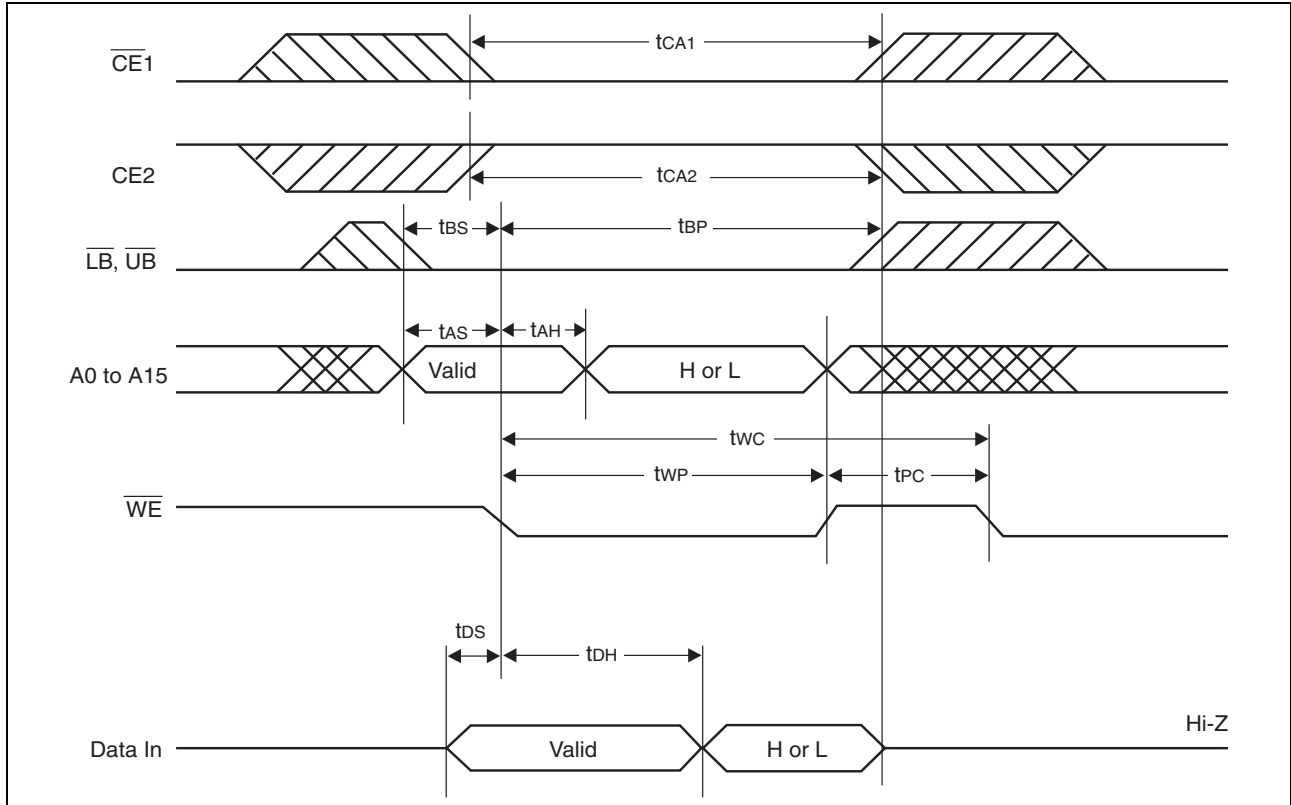 CE1
tCA1
CE2
tCA2
tBS
tBP
LB, UB
tAS
tAH
A0 to A15
Valid
H or L
tWC
tWP
tPC
WE
tDS
tDH
Hi-Z
Data In
Valid
H or L